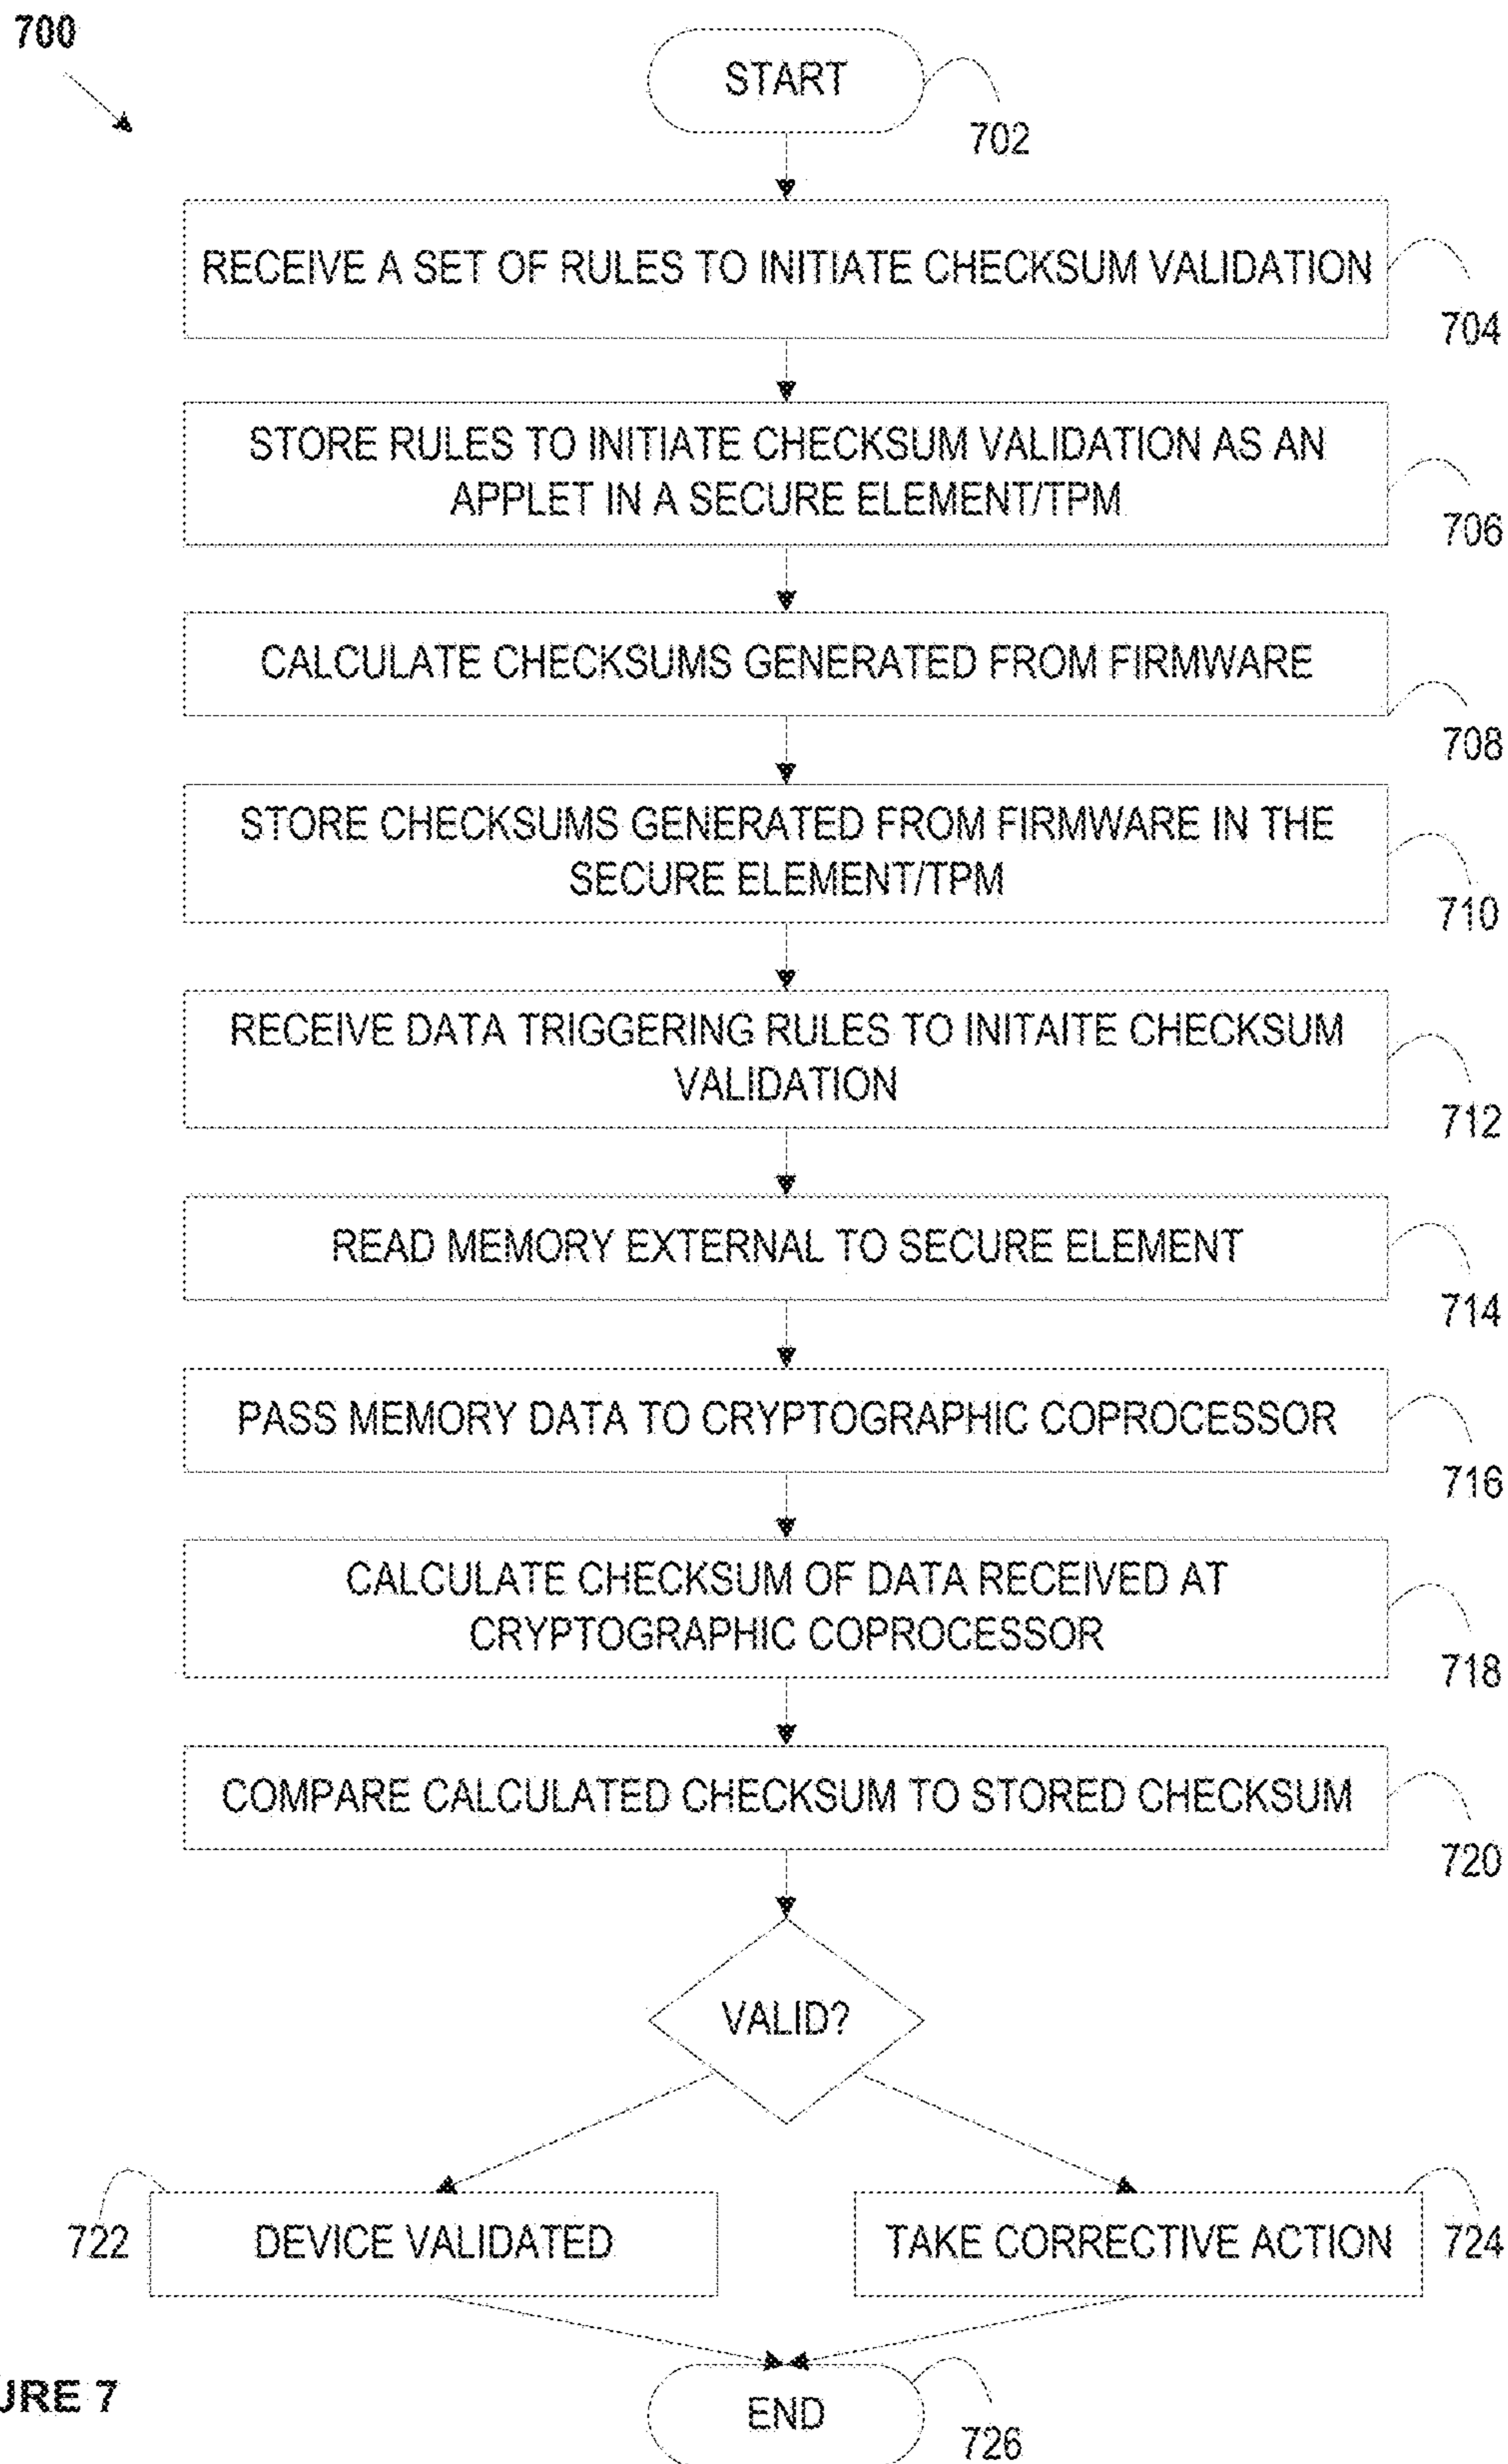 700
START
702
RECEIVE A SET OF RULES TO INITIATE CHECKSUM VALIDATION
704
STORE RULES TO INITIATE CHECKSUM VALIDATION AS AN
APPLET IN A SECURE ELEMENT/TPM
706
CALCULATE CHECKSUMS GENERATED FROM FIRMWARE
708
STORE CHECKSUMS GENERATED FROM FIRMWARE IN THE
SECURE ELEMENT/TPM
710
RECEIVE DATA TRIGGERING RULES TO INITAITE CHECKSUM
VALIDATION
712
READ MEMORY EXTERNAL TO SECURE ELEMENT
714
PASS MEMORY DATA TO CRYPTOGRAPHIC COPROCESSOR
716
CALCULATE CHECKSUM OF DATA RECEIVED AT
CRYPTOGRAPHIC COPROCESSOR
718
COMPARE CALCULATED CHECKSUM TO STORED CHECKSUM
720
VALID?
722
DEVICE VALIDATED
TAKE CORRECTIVE ACTION
724
URE 7
END
726